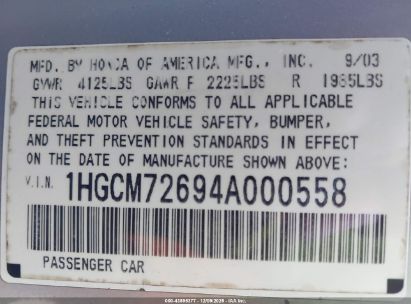 MFD. BY HONDA OF AMERICA MFG., INC. 9/03
GVWR 4125LBS GAWR F 2225LBS R 1985LBS
THIS VEHICLE CONFORMS TO ALL APPLICABLE
FEDERAL MOTOR VEHICLE SAFETY, BUMPER,
AND THEFT PREVENTION STANDARDS IN EFFECT
ON THE DATE OF MANUFACTURE SHOWN ABOVE:
V.I.N. 1HGCM72694A000558
PASSENGER CAR